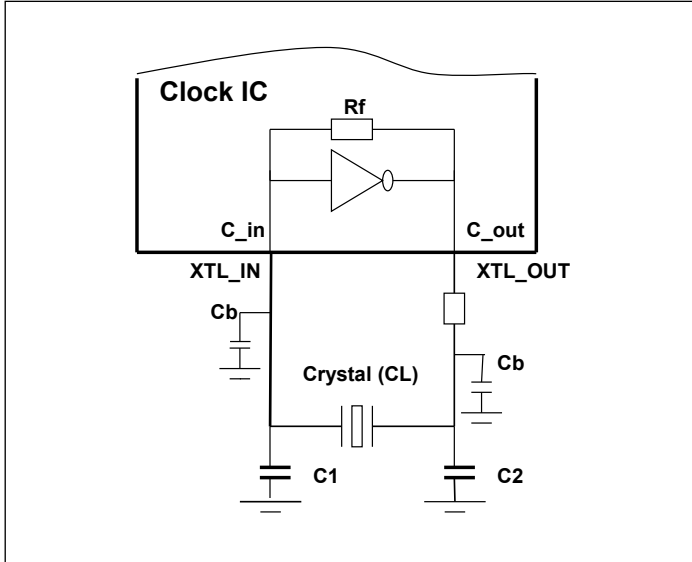 Clock IC
Rf
C_in
C_out
XTL_IN
XTL_OUT
Cb
Cb
Crystal (CL)
C1
C2